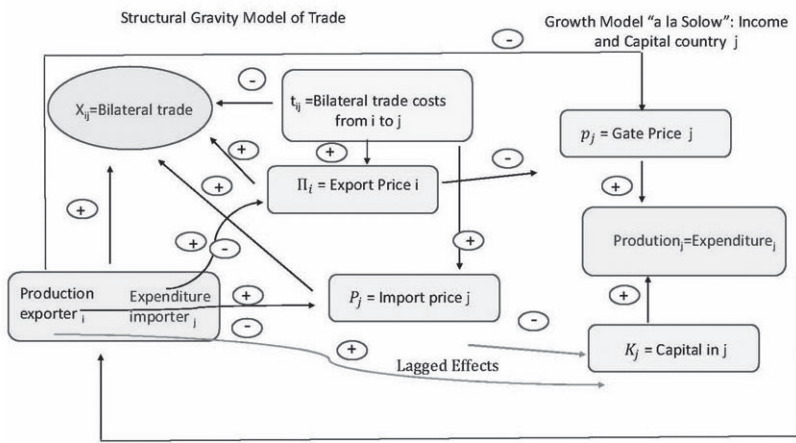 Structural Gravity Model of Trade
Growth Model “a la Solow”: Income
and Capital country j
-
-
Xij=Bilateral trade
tij =Bilateral trade costs
from i to j
pj = Gate Price j
+
+
-
Πi = Export Price i
+
+
+
+
-
Produtionj=Expenditurej
+
Production
exporter i
Expenditure
importer j
+
-
Pj = Import price j
+
-
+
Lagged Effects
Kj = Capital in j